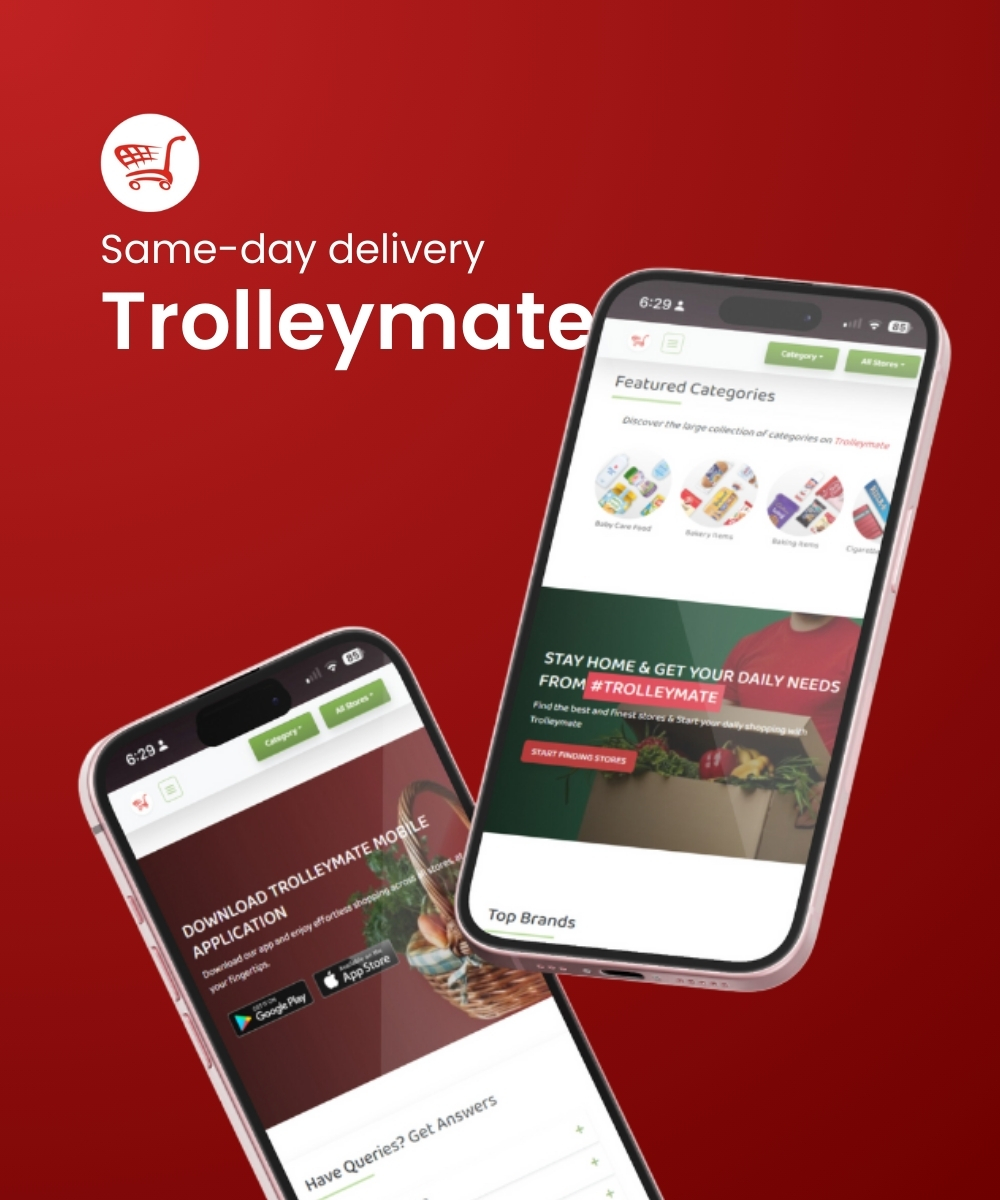 Same-day delivery
Trolleymate
6:29
85
Category
All Stores
Featured Categories
Discover the large collection of categories on Trolleymate
Baby Care Food
Bakery Items
Baking Items
STAY HOME & GET YOUR DAILY NEEDS
FROM #TROLLEYMATE
Find the best and finest stores & Start your daily shopping with
Trolleymate
START FINDING STORES
Top Brands
6:29
85
Category
All Stores
DOWNLOAD TROLLEYMATE MOBILE
APPLICATION
Download our app and enjoy effortless shopping across all stores, at
your fingertips.
GET IT ON
Google Play
Available on the
App Store
Have Queries? Get Answers